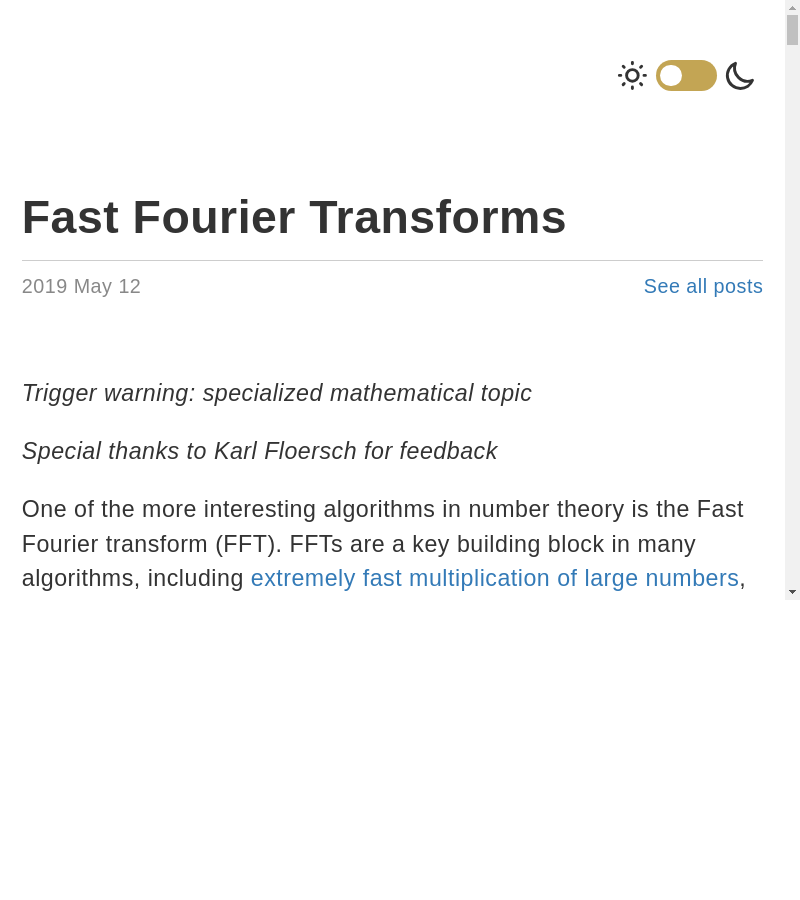 Fast Fourier Transforms
2019 May 12
See all posts
Trigger warning: specialized mathematical topic
Special thanks to Karl Floersch for feedback
One of the more interesting algorithms in number theory is the Fast
Fourier transform (FFT). FFTs are a key building block in many
algorithms, including extremely fast multiplication of large numbers,